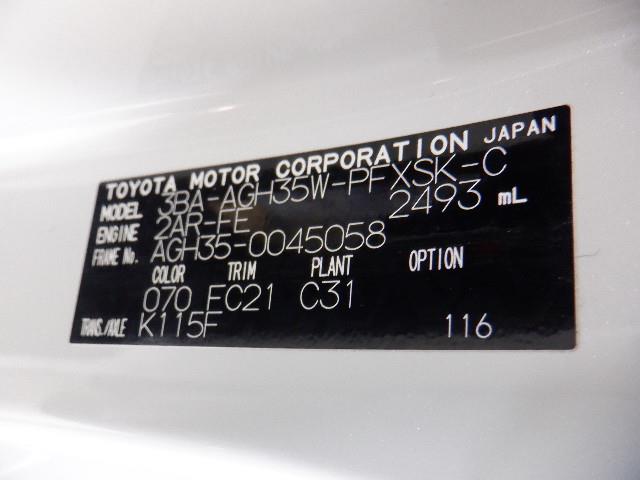 TOYOTA MOTOR CORPORATION JAPAN
MODEL 3BA-AGH35W-PFXSK-C
ENGINE 2AR-FE 2493 mL
FRAME No. AGH35-0045058
COLOR TRIM PLANT OPTION
070 FC21 C31
TRANS./AXLE K115F 116